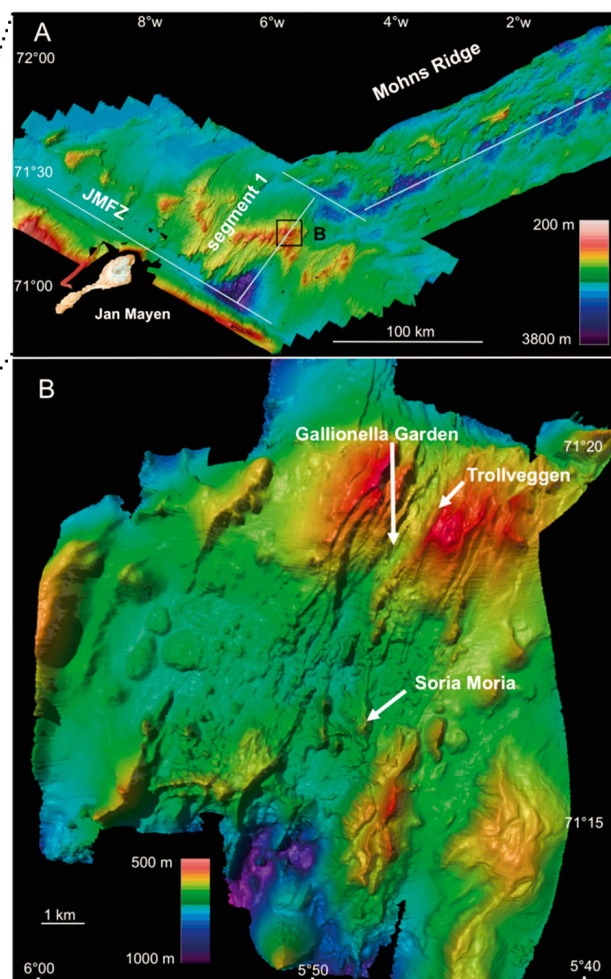 A
8°W
6°W
4°W
2°W
72°00
Mohns Ridge
71°30
JMFZ
segment 1
B
200 m
71°00
Jan Mayen
100 km
3800 m
B
Gallionella
Garden
71°20
Trollveggen
Soria Moria
71°15
500 m
1 km
1000 m
6°00
5°50
5°40